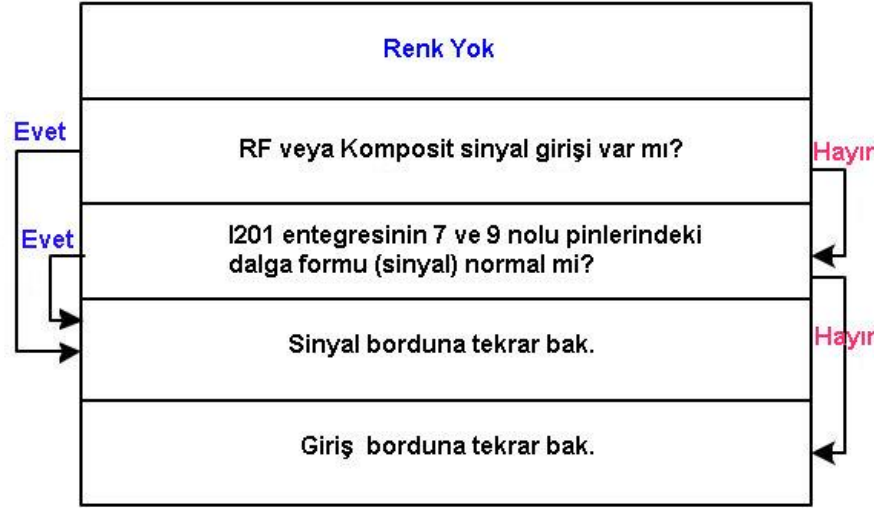 Renk Yok
Evet
RF veya Komposit sinyal girişi var mı?
Hayır
Evet
I201 entegresinin 7 ve 9 nolu pinlerindeki
dalga formu (sinyal) normal mi?
Sinyal borduna tekrar bak.
Hayır
Giriş borduna tekrar bak.